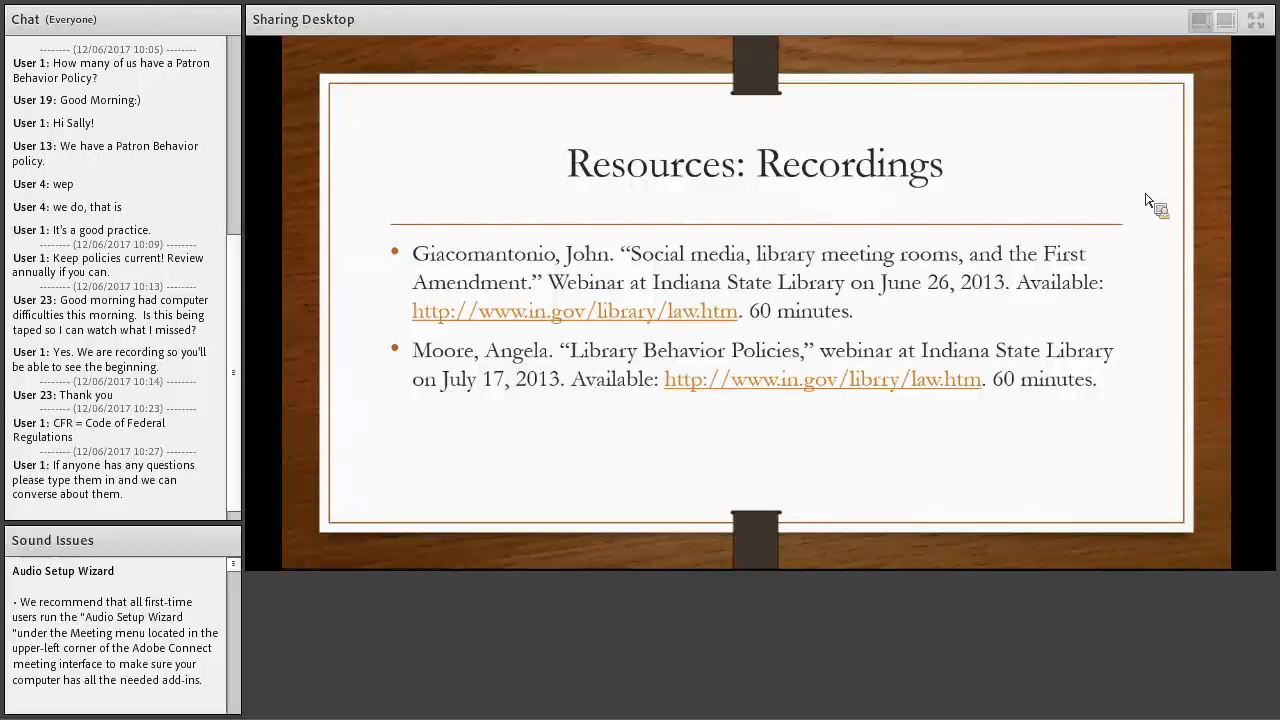 Chat (Everyone)
-------- (12/06/2017 10:05) --------
User 1: How many of us have a Patron
Behavior Policy?
User 19: Good Morning:)
User 1: Hi Sally!
User 13: We have a Patron Behavior
policy.
User 4: wep
User 4: we do, that is
User 1: It's a good practice.
-------- (12/06/2017 10:09) --------
User 1: Keep policies current! Review
annually if you can.
-------- (12/06/2017 10:13) --------
User 23: Good morning had computer
difficulties this morning.  Is this being
taped so I can watch what I missed?
User 1: Yes. We are recording so you'll
be able to see the beginning.
-------- (12/06/2017 10:14) --------
User 23: Thank you
-------- (12/06/2017 10:23) --------
User 1: CFR = Code of Federal
Regulations
-------- (12/06/2017 10:27) --------
User 1: If anyone has any questions
please type them in and we can
converse about them.
Sound Issues
Audio Setup Wizard
• We recommend that all first-time
users run the "Audio Setup Wizard
"under the Meeting menu located in the
upper-left corner of the Adobe Connect
meeting interface to make sure your
computer has all the needed add-ins.
Sharing Desktop
Resources: Recordings
• Giacomantonio, John. “Social media, library meeting rooms, and the First
Amendment.” Webinar at Indiana State Library on June 26, 2013. Available:
http://www.in.gov/library/law.htm. 60 minutes.
• Moore, Angela. “Library Behavior Policies,” webinar at Indiana State Library
on July 17, 2013. Available: http://www.in.gov/librry/law.htm. 60 minutes.